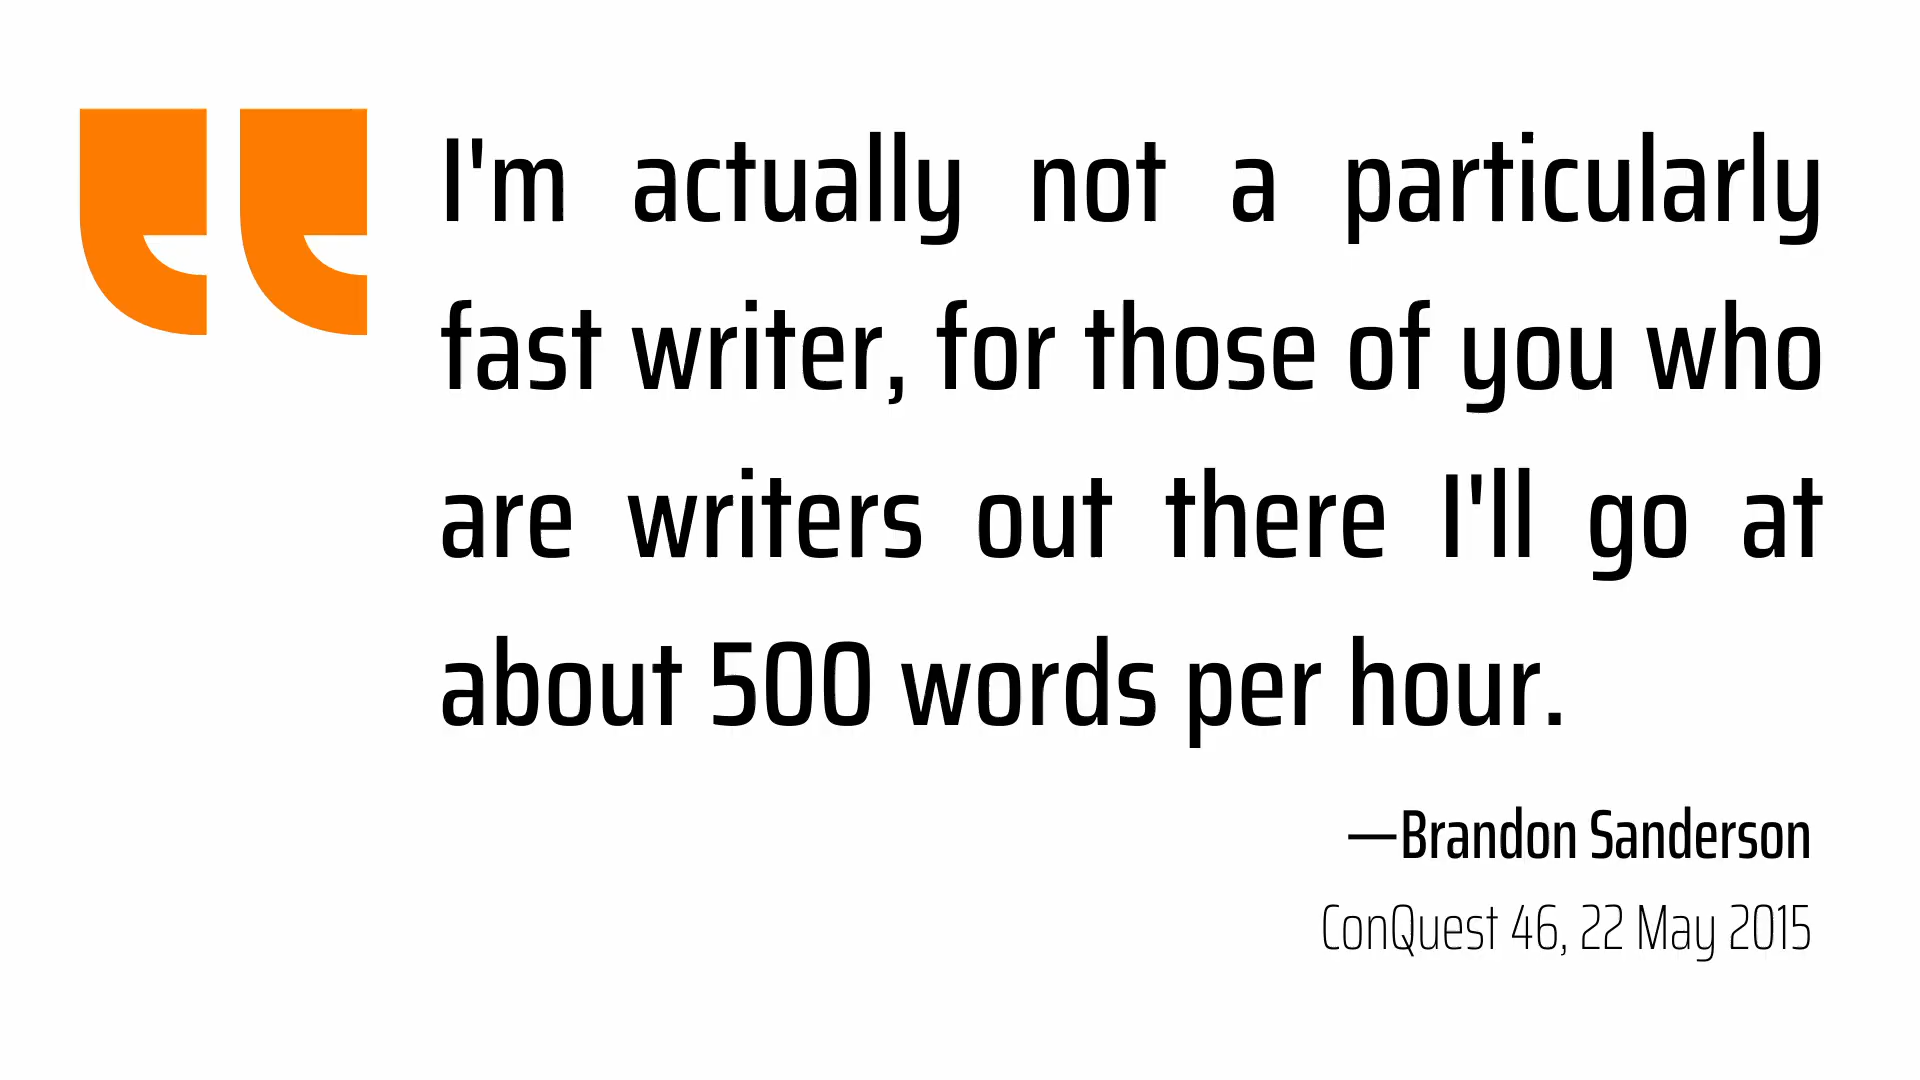 I'm actually not a particularly
fast writer, for those of you who
are writers out there I'll go at
about 500 words per hour.
—Brandon Sanderson
ConQuest 46, 22 May 2015